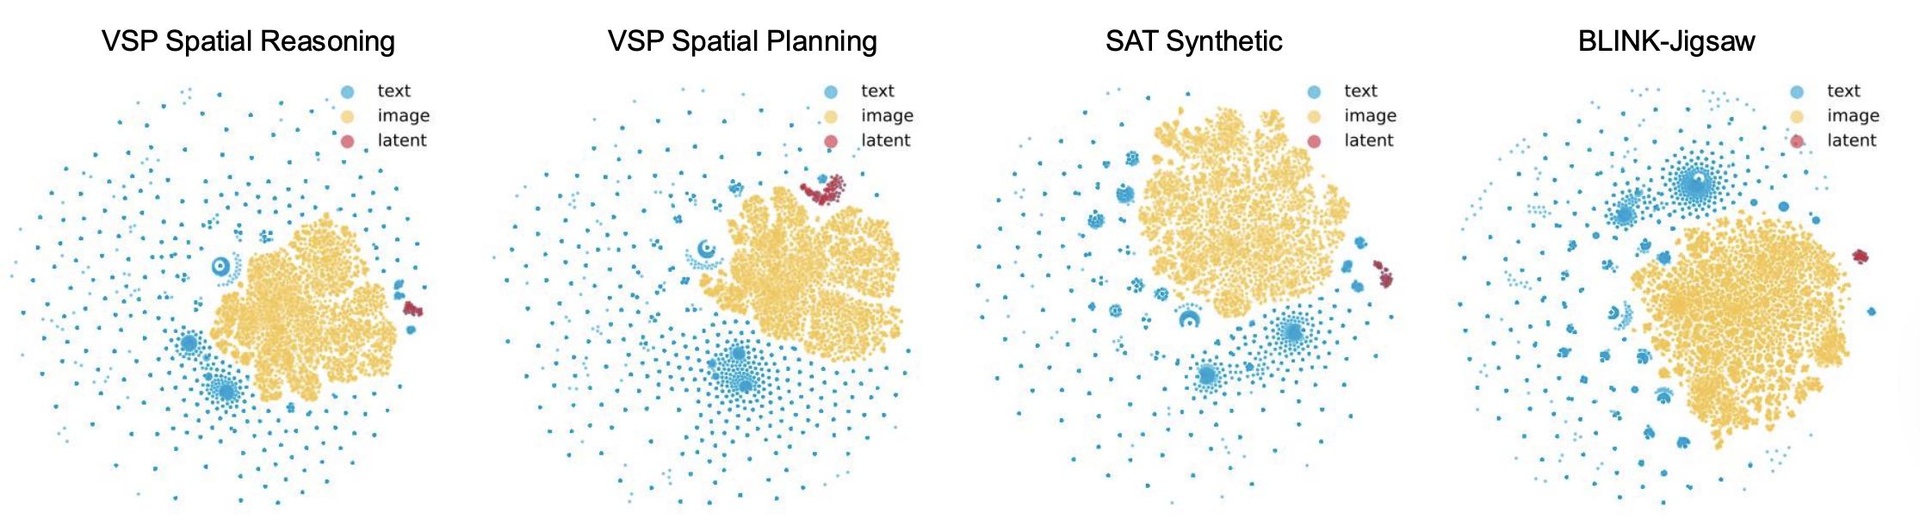 VSP Spatial Reasoning
text
image
latent
VSP Spatial Planning
text
image
latent
SAT Synthetic
text
image
latent
BLINK-Jigsaw
text
image
latent